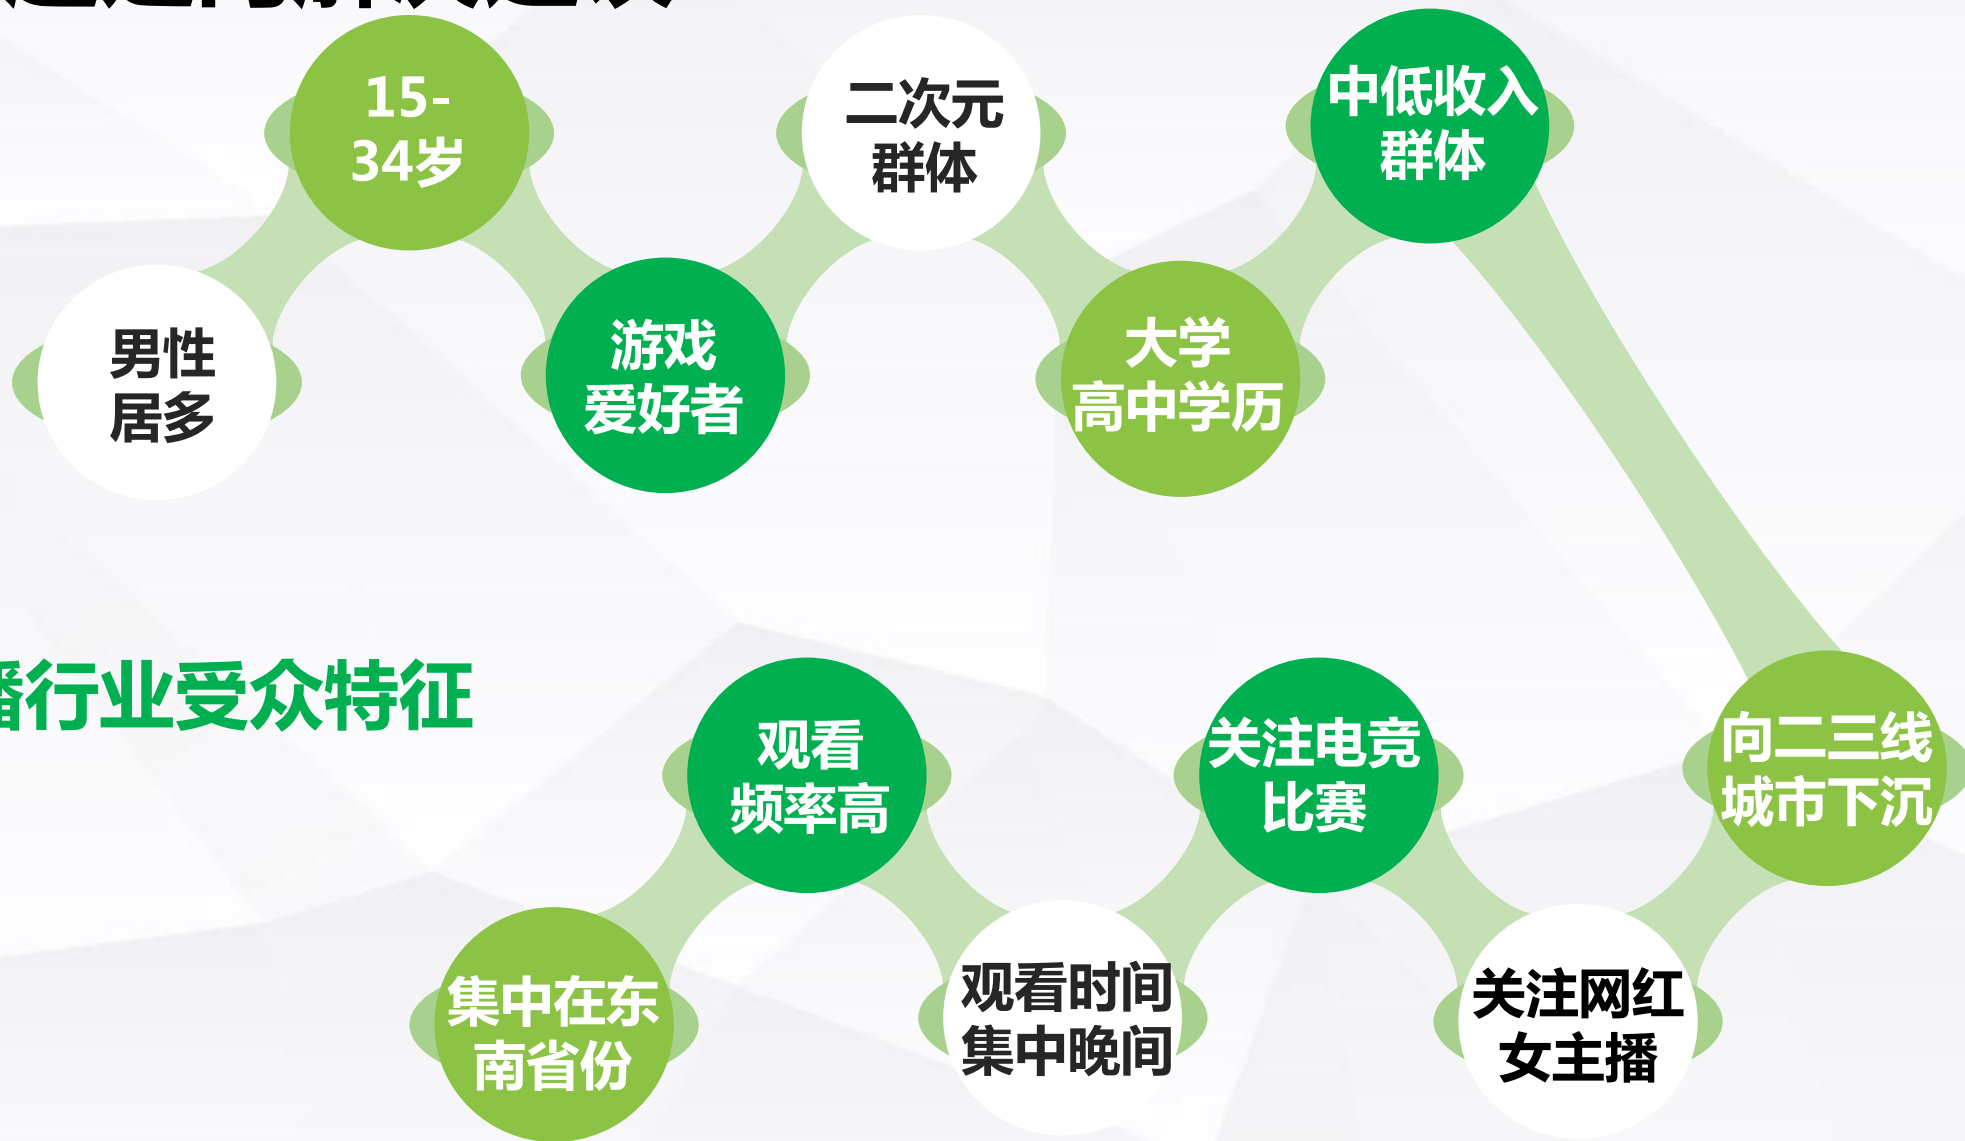 15-
34岁
二次元
群体
中低收入
群体
男性
居多
游戏
爱好者
大学
高中学历
播行业受众特征
观看
频率高
关注电竞
比赛
向二三线
城市下沉
集中在东
南省份
观看时间
集中晚间
关注网红
女主播